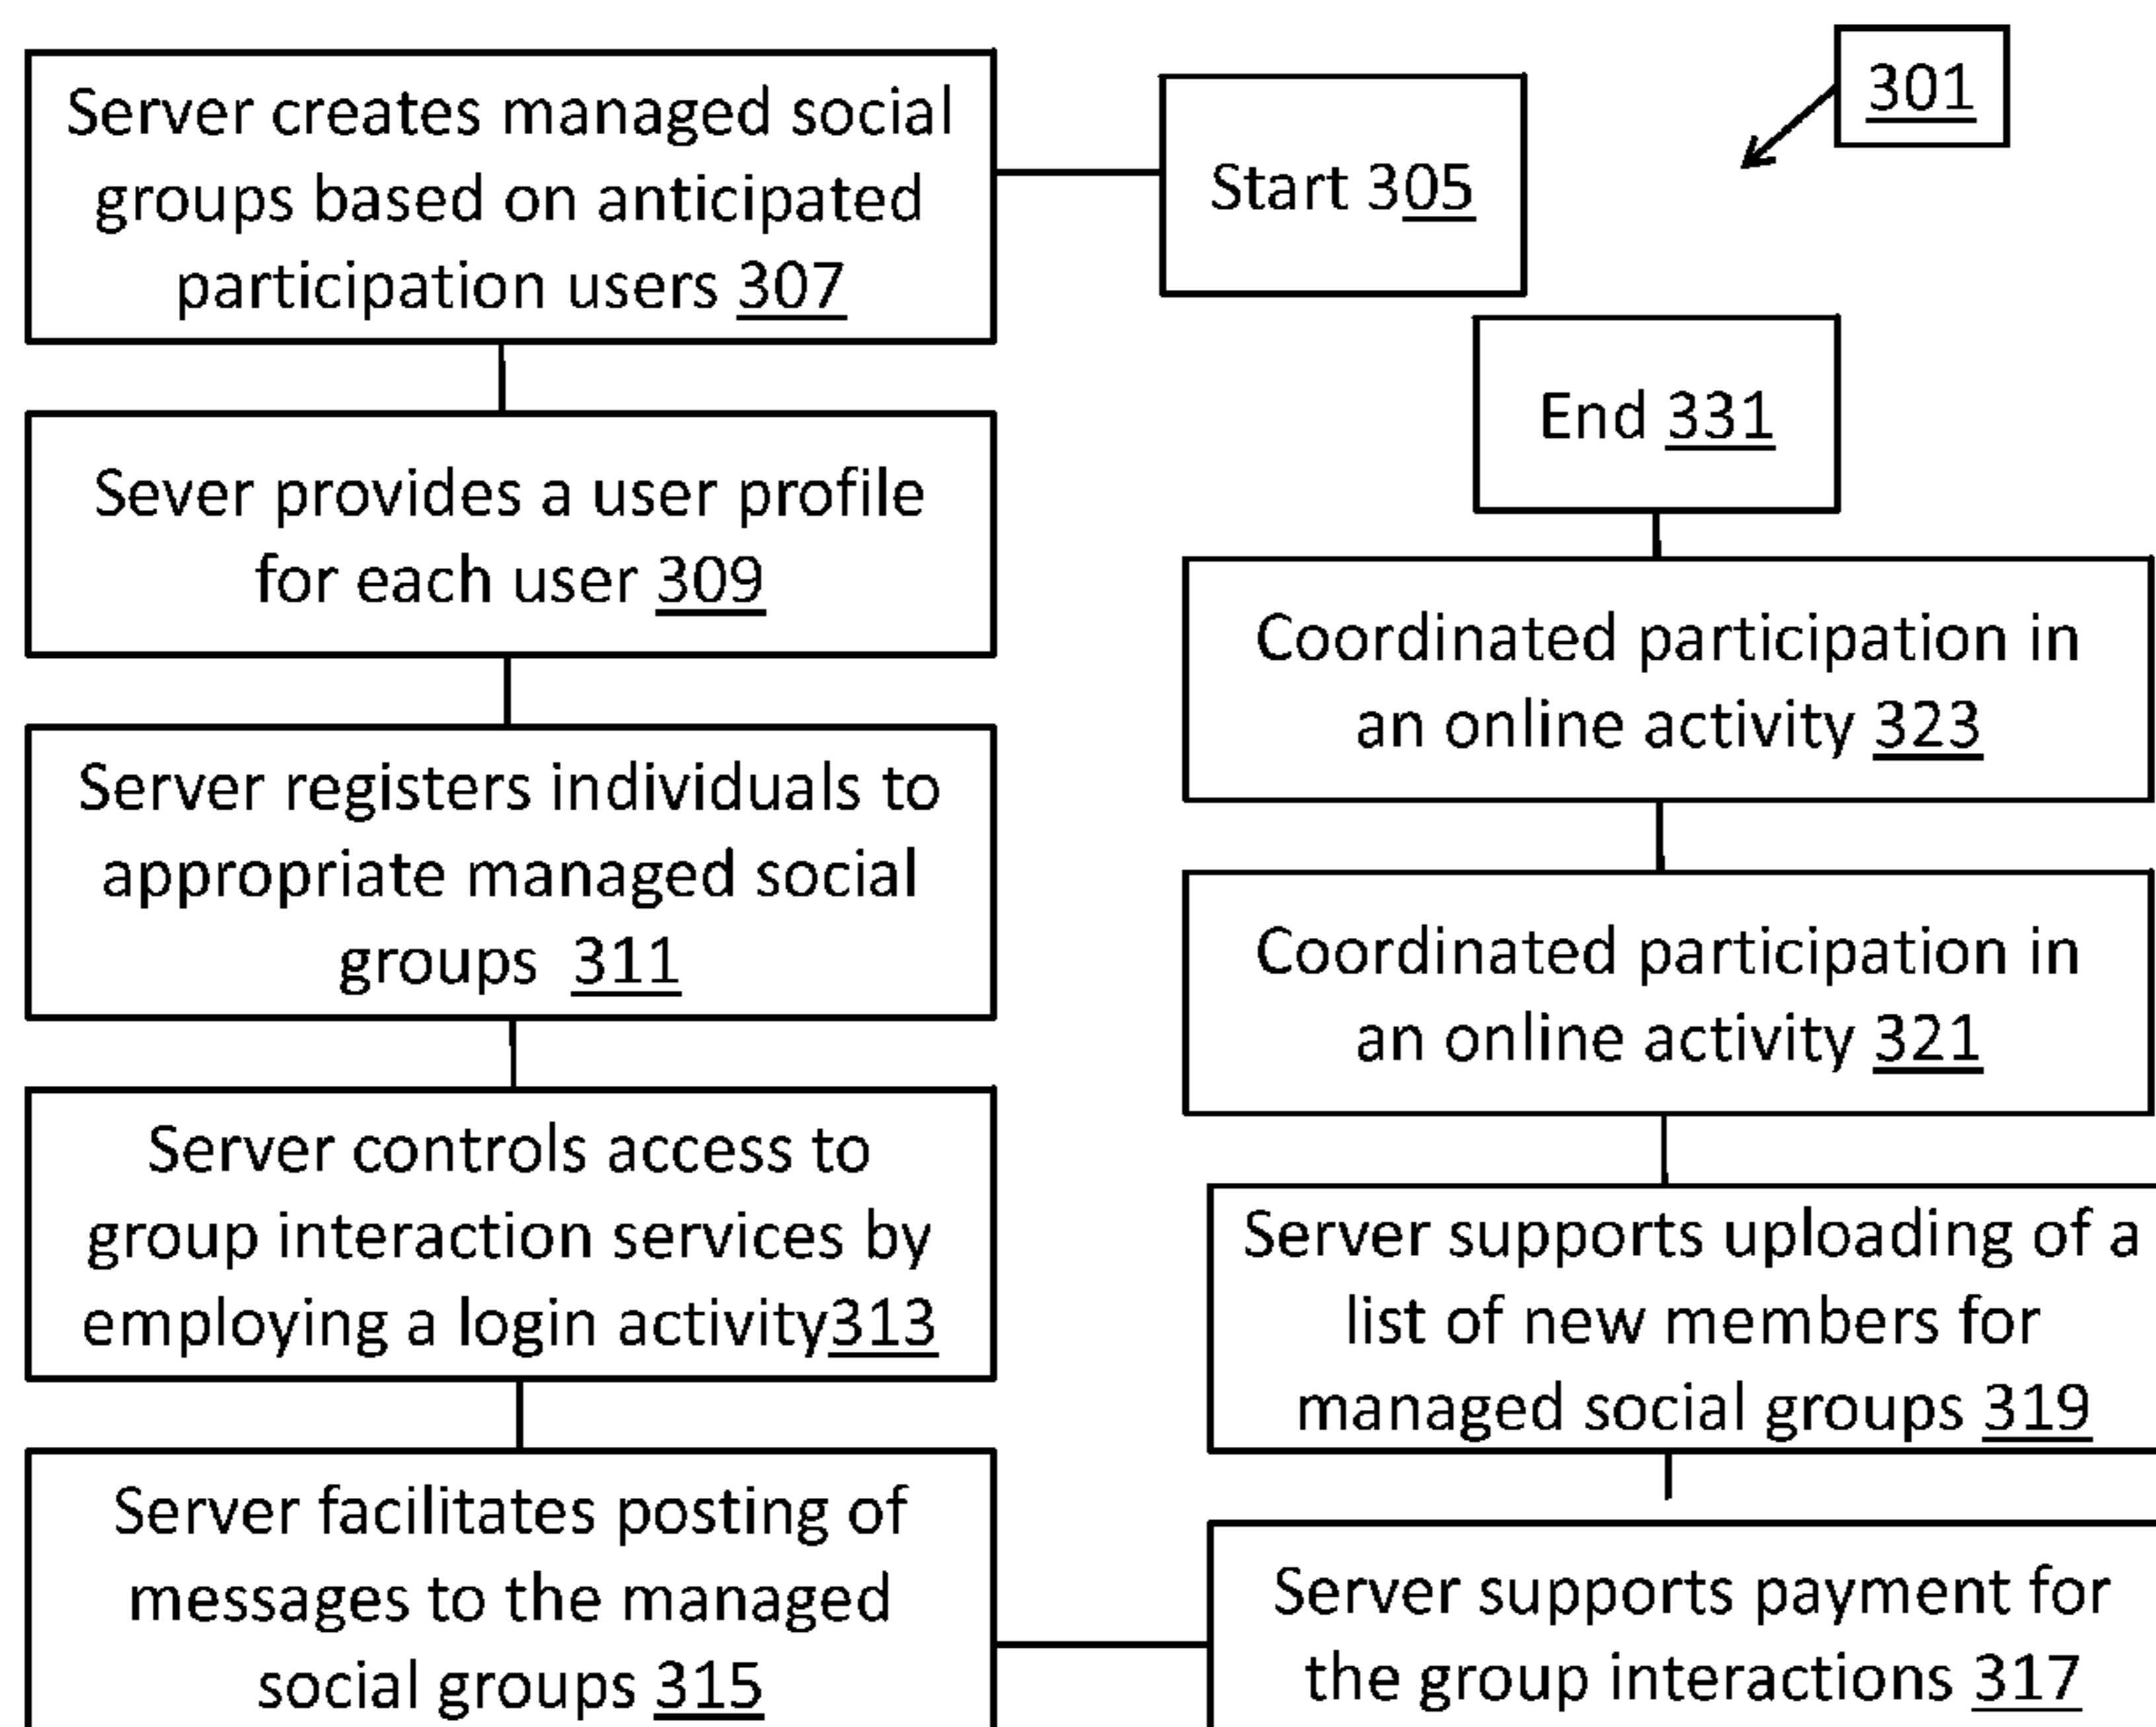 301
Start 305
Server creates managed social
groups based on anticipated
participation users 307
Sever provides a user profile
for each user 309
Server registers individuals to
appropriate managed social
groups 311
Server controls access to
group interaction services by
employing a login activity313
Server facilitates posting of
messages to the managed
social groups 315
Server supports payment for
the group interactions 317
Server supports uploading of a
list of new members for
managed social groups 319
Coordinated participation in
an online activity 321
Coordinated participation in
an online activity 323
End 331